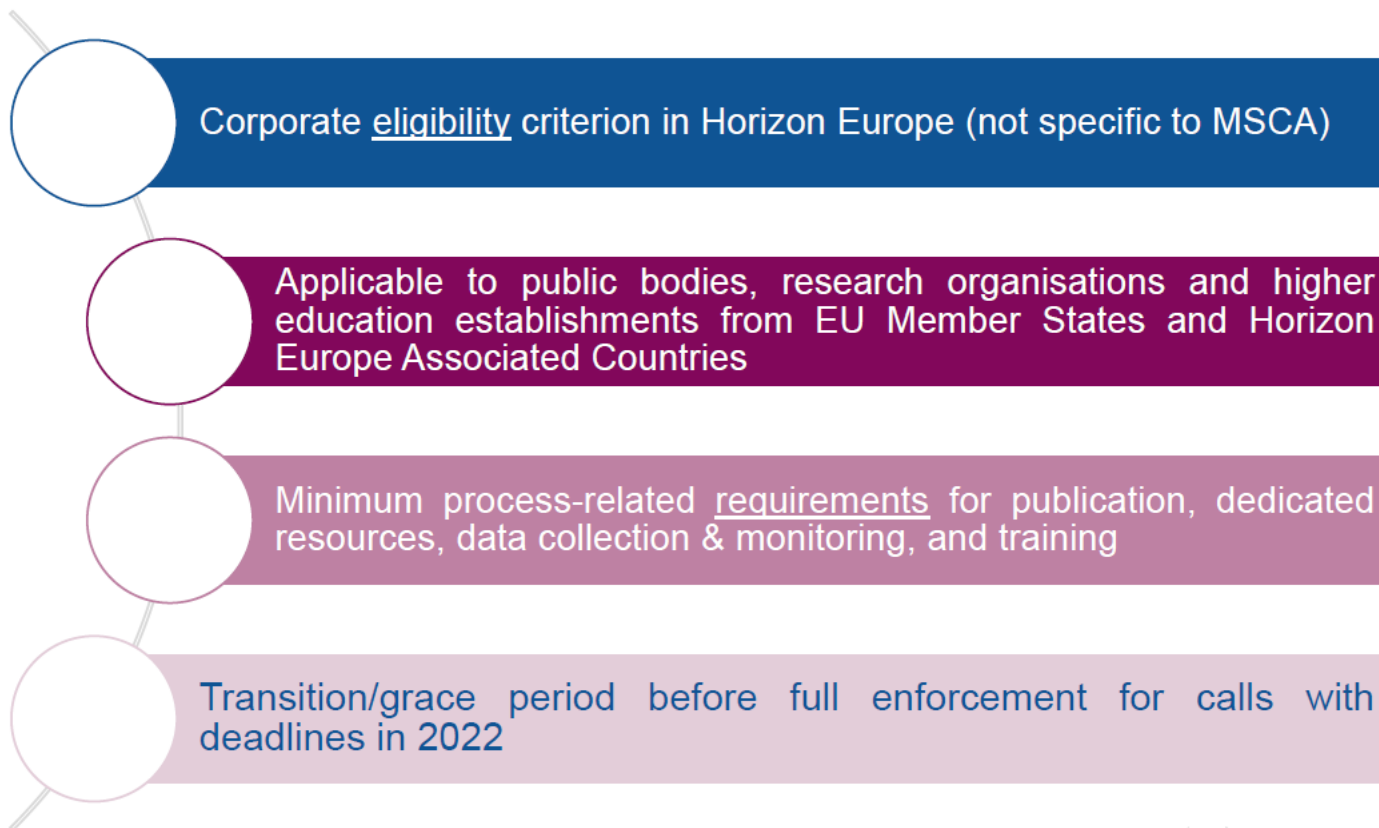 Corporate eligibility criterion in Horizon Europe (not specific to MSCA)
Applicable to public bodies, research organisations and higher
education establishments from EU Member States and Horizon
Europe Associated Countries
Minimum process-related requirements for publication, dedicated
resources, data collection & monitoring, and training
Transition/grace period before full enforcement for calls with
deadlines in 2022